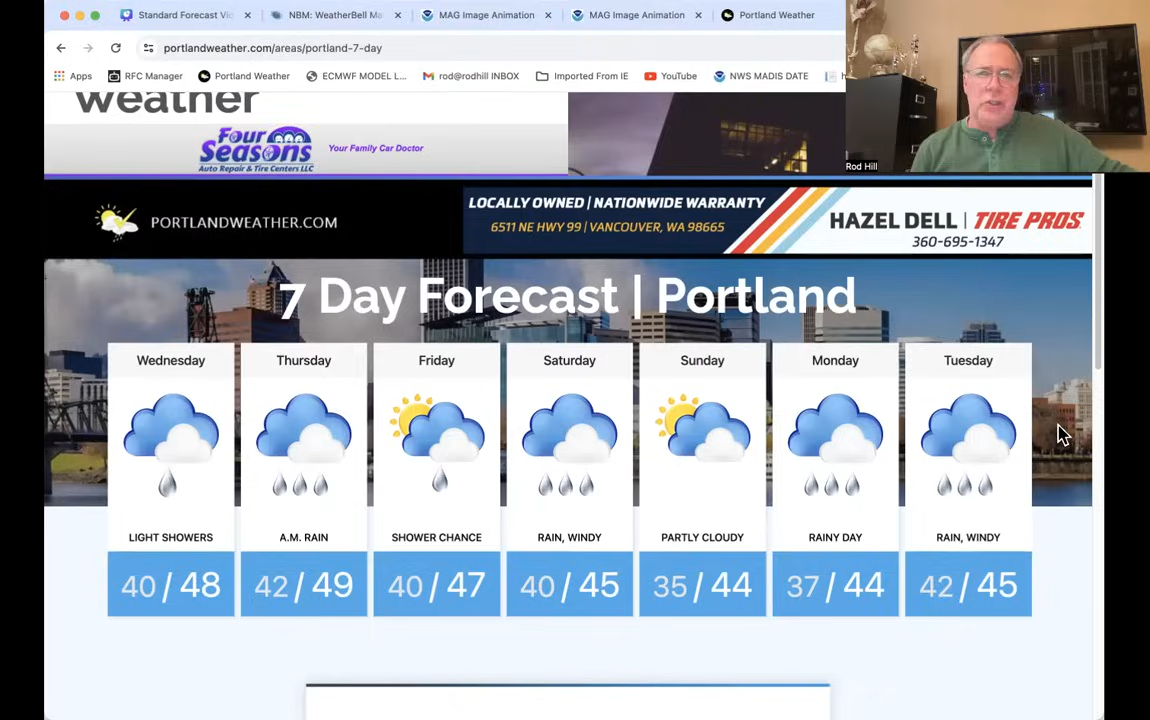 Standard Forecast Vi
NBM: WeatherBell Ma
MAG Image Animation
MAG Image Animation
Portland Weather
portlandweather.com/areas/portland-7-day
Apps
RFC Manager
Portland Weather
ECMWF MODEL L...
rod@rodhill INBOX
Imported From IE
YouTube
NWS MADIS DATE
weather
Four
Seasons
Auto Repair & Tire Centers LLC
Your Family Car Doctor
Rod Hill
PORTLANDWEATHER.COM
LOCALLY OWNED | NATIONWIDE WARRANTY
6511 NE HWY 99 | VANCOUVER, WA 98665
HAZEL DELL | TIRE PROS
360-695-1347
7 Day Forecast | Portland
Wednesday
Thursday
Friday
Saturday
Sunday
Monday
Tuesday
LIGHT SHOWERS
A.M. RAIN
SHOWER CHANCE
RAIN, WINDY
PARTLY CLOUDY
RAINY DAY
RAIN, WINDY
40 / 48
42 / 49
40 / 47
40 / 45
35 / 44
37 / 44
42 / 45